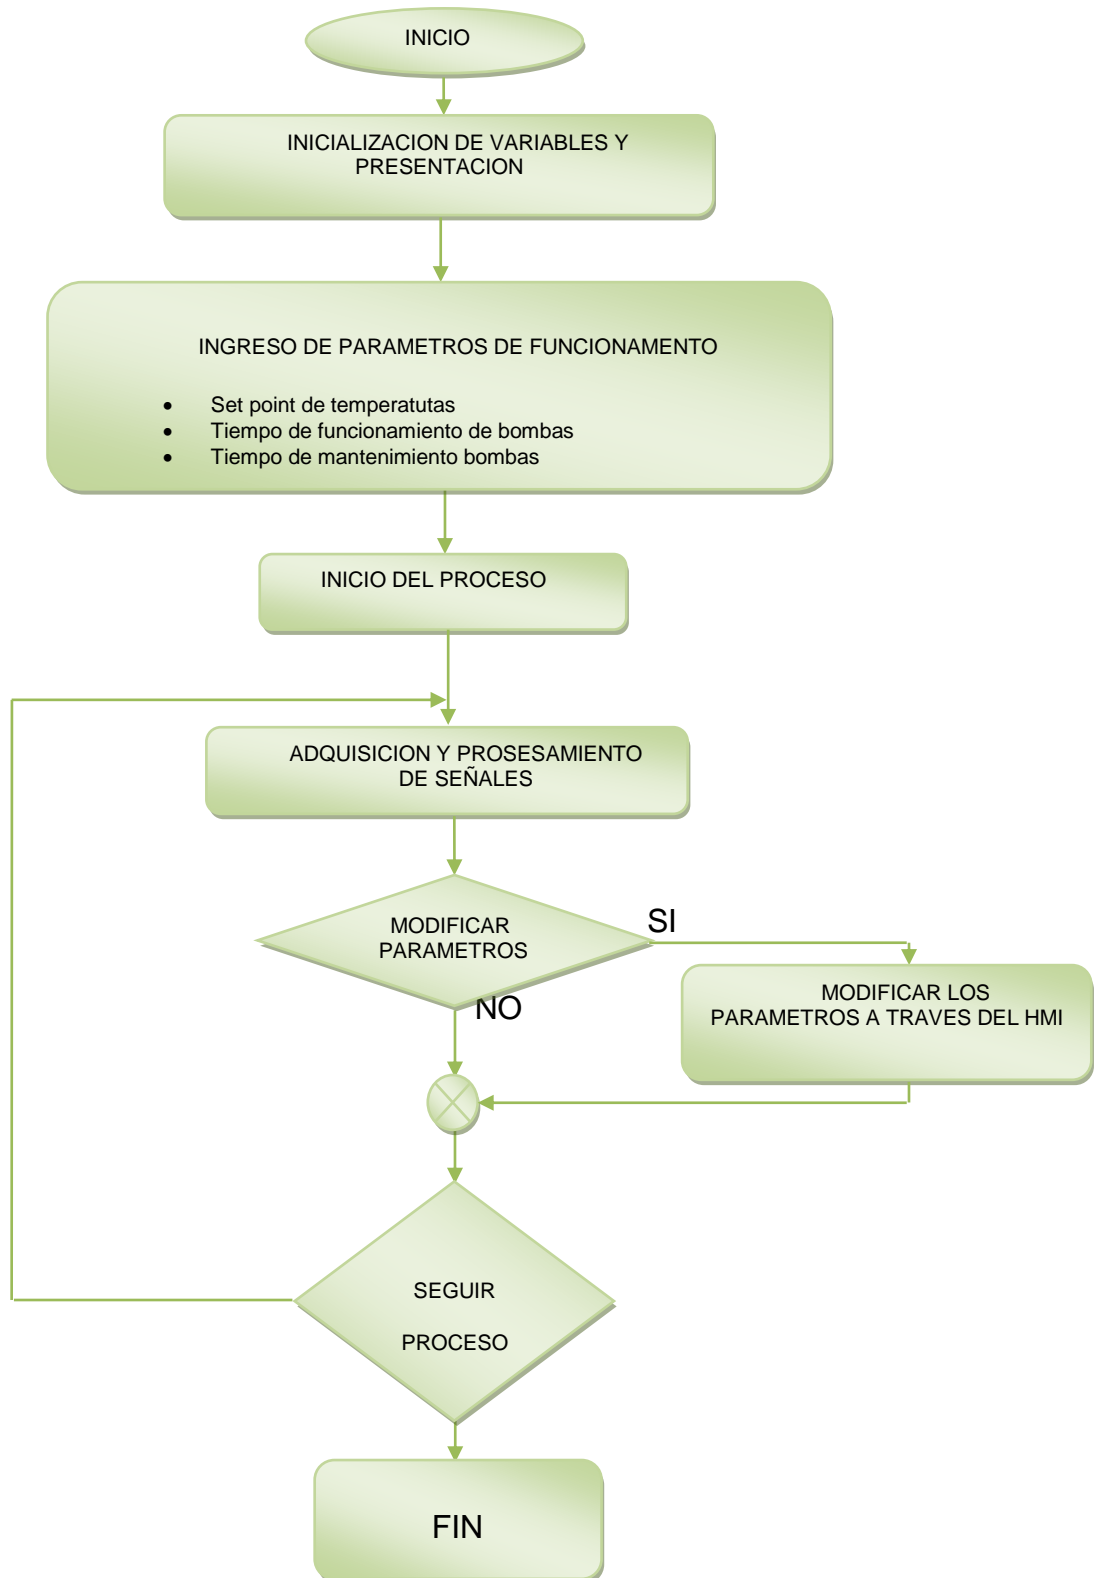 INICIO
INICIALIZACION DE VARIABLES Y
PRESENTACION
INGRESO DE PARAMETROS DE FUNCIONAMENTO
• Set point de temperatutas
• Tiempo de funcionamiento de bombas
• Tiempo de mantenimiento bombas
INICIO DEL PROCESO
ADQUISICION Y PROSESAMIENTO
DE SEÑALES
MODIFICAR
PARAMETROS
SI
NO
MODIFICAR LOS
PARAMETROS A TRAVES DEL HMI
SEGUIR
PROCESO
FIN